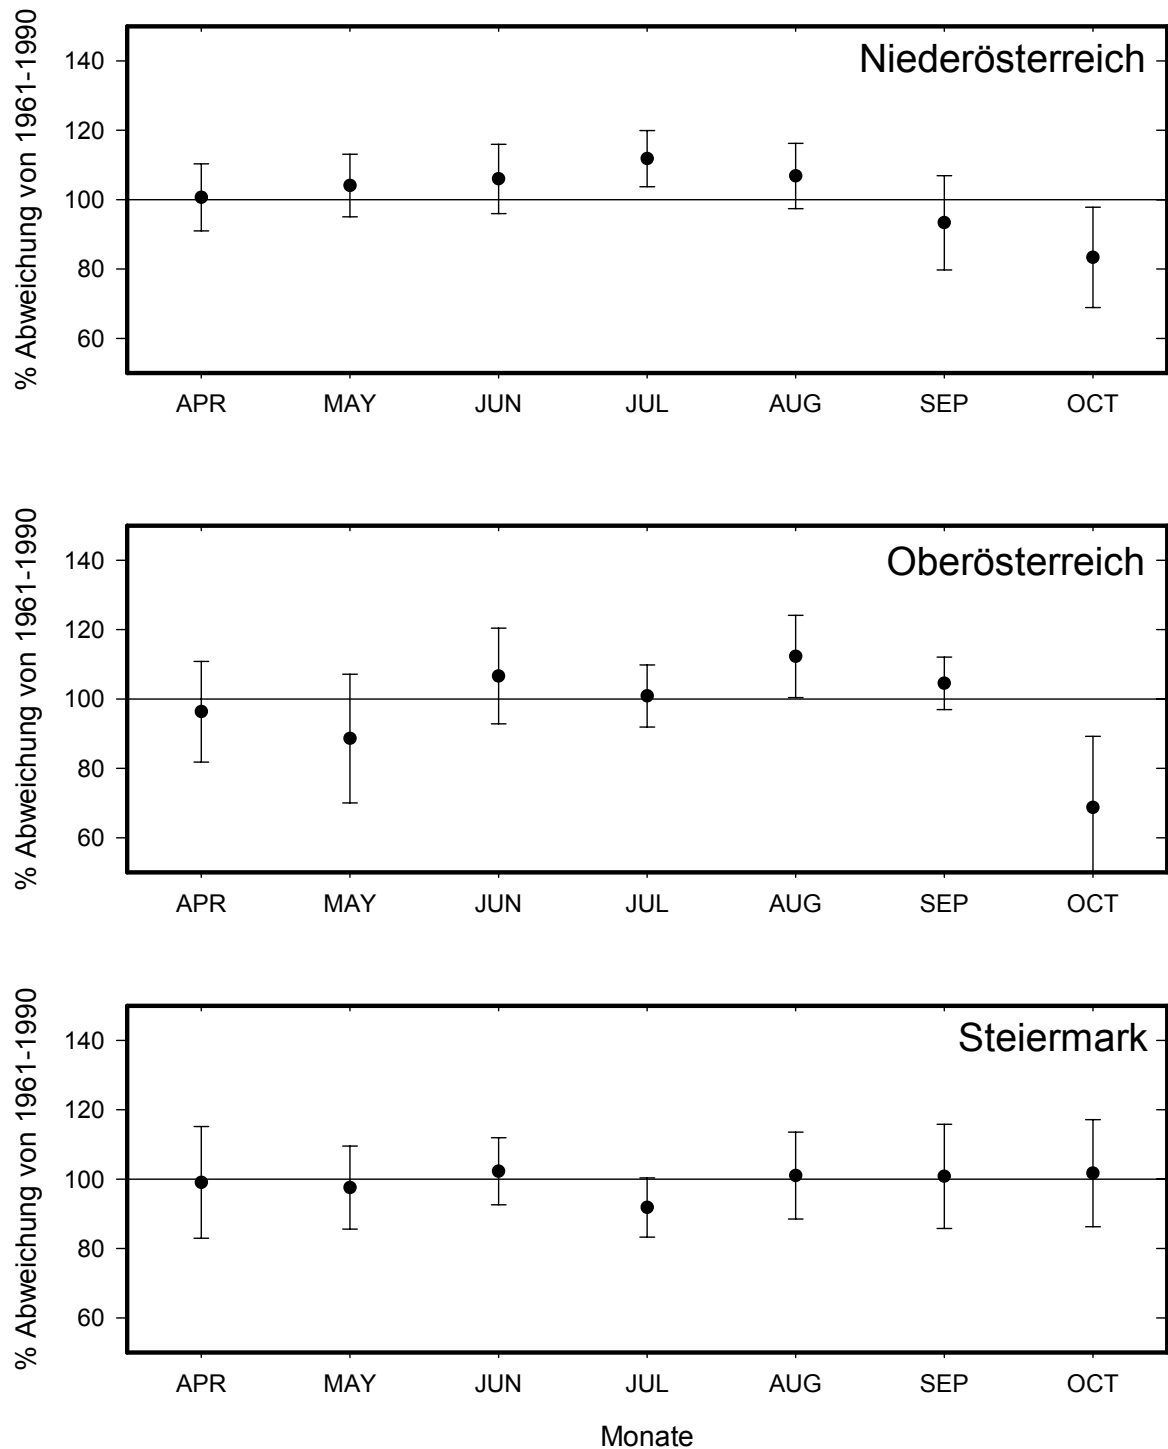 Niederösterreich
% Abweichung von 1961-1990
140
120
100
80
60
APR MAY JUN JUL AUG SEP OCT
Oberösterreich
% Abweichung von 1961-1990
140
120
100
80
60
APR MAY JUN JUL AUG SEP OCT
Steiermark
% Abweichung von 1961-1990
140
120
100
80
60
APR MAY JUN JUL AUG SEP OCT
Monate